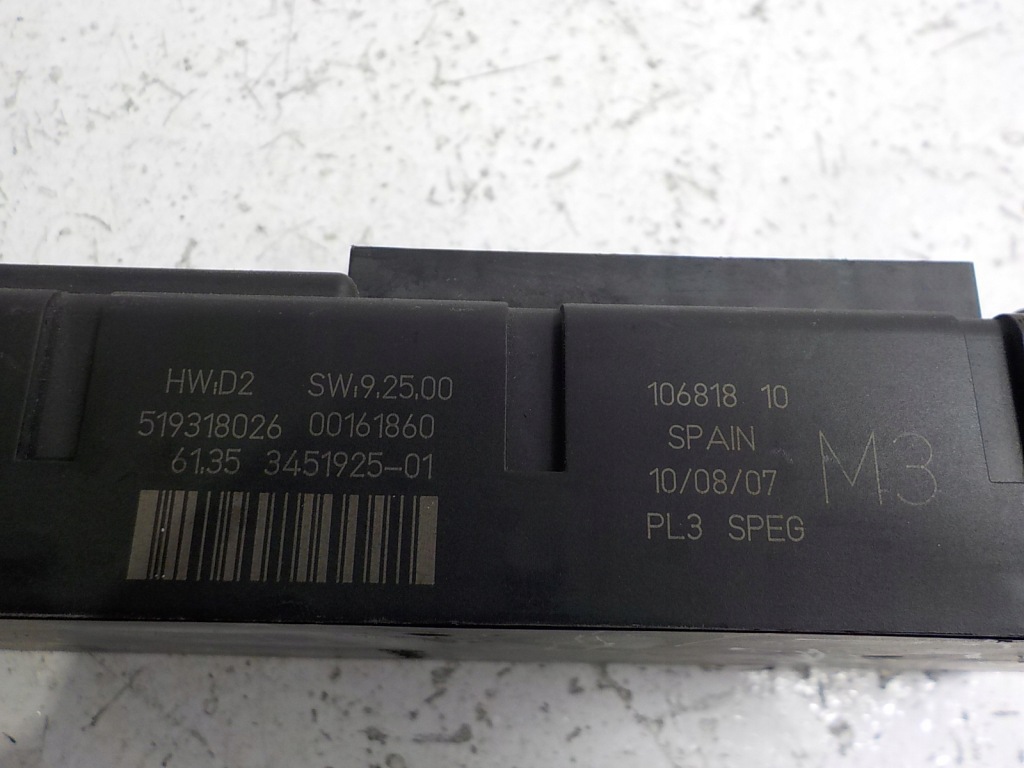 HW:D2 SW:9.25.00
519318026 00161860
61.35 3451925-01
106818 10
SPAIN
10/08/07
PL3 SPEG
M3